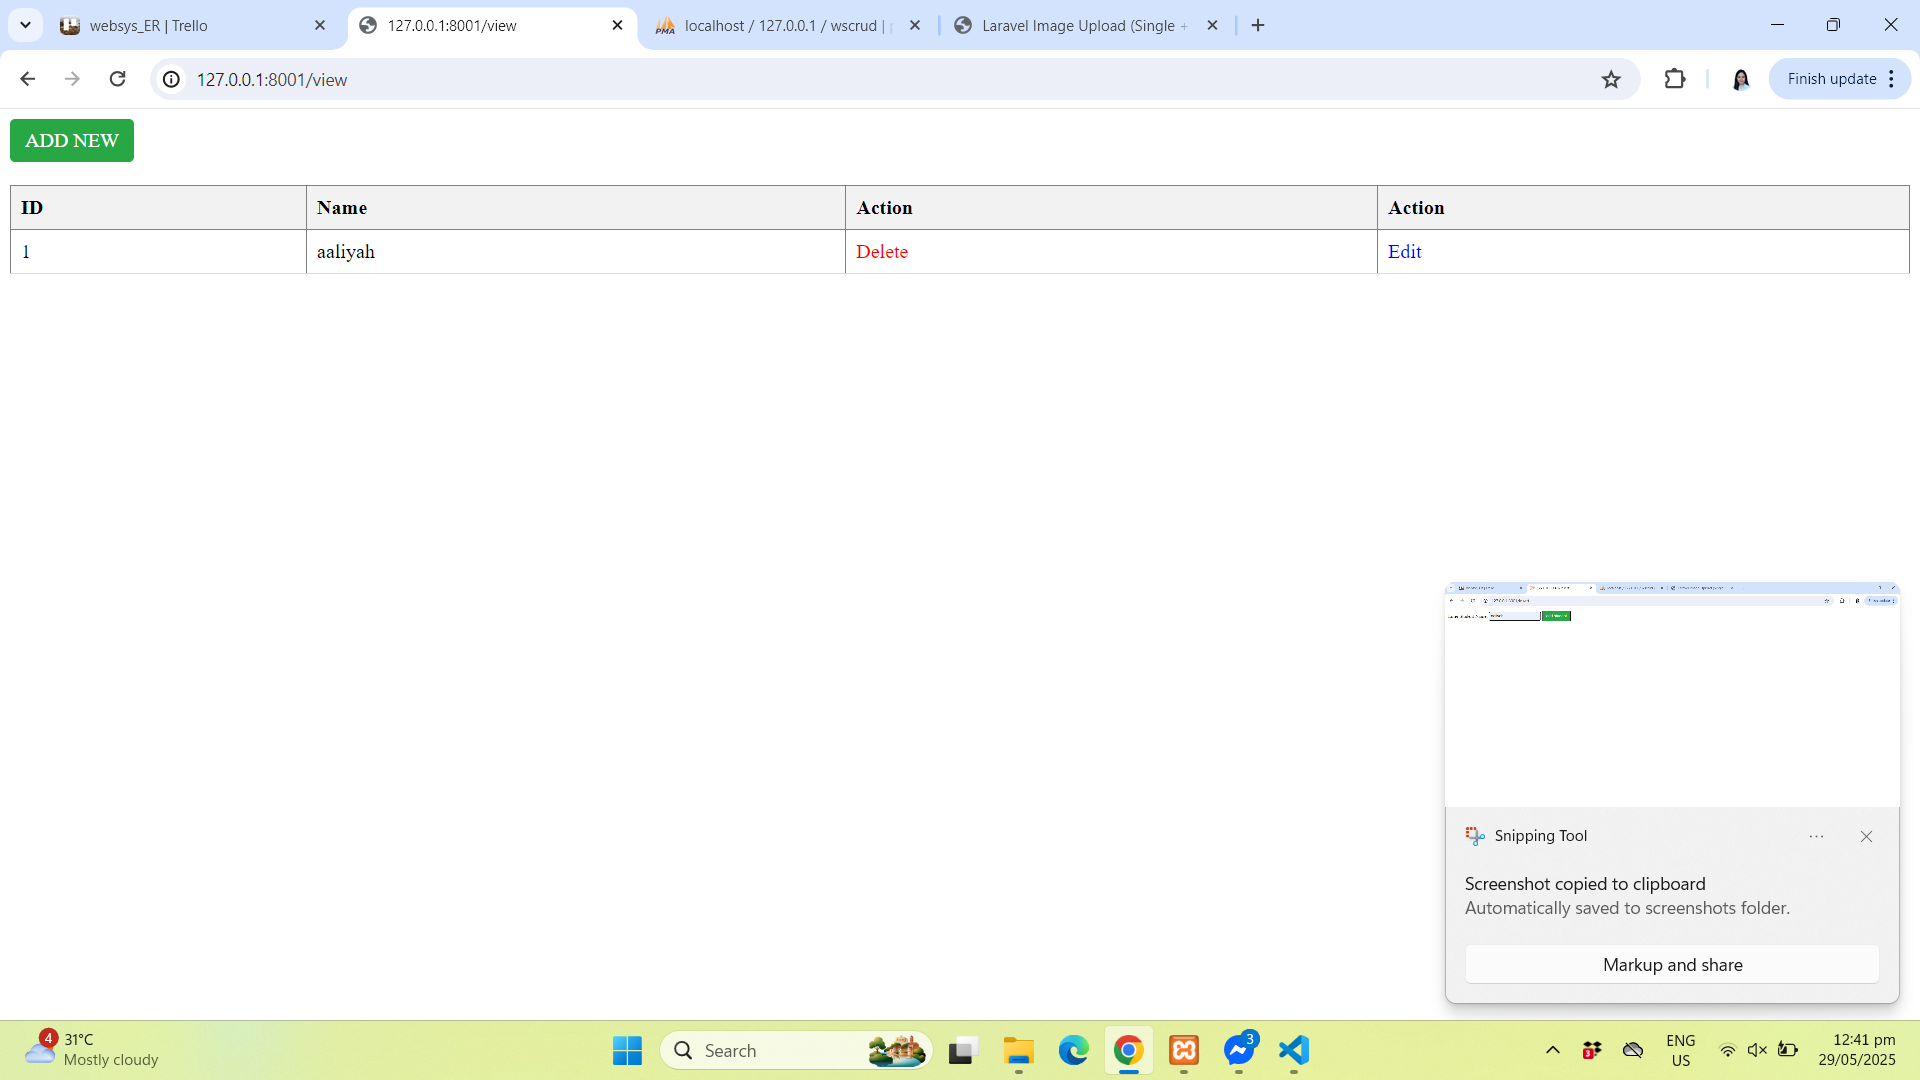 websys_ER | Trello
127.0.0.1:8001/view
localhost / 127.0.0.1 / wscrud |
Laravel Image Upload (Single +
127.0.0.1:8001/view
Finish update
ADD NEW
ID Name Action Action
1 aaliyah Delete Edit
Snipping Tool
Screenshot copied to clipboard
Automatically saved to screenshots folder.
Markup and share
4 31°C
Mostly cloudy
Search
3
3
ENG
US
12:41 pm
29/05/2025